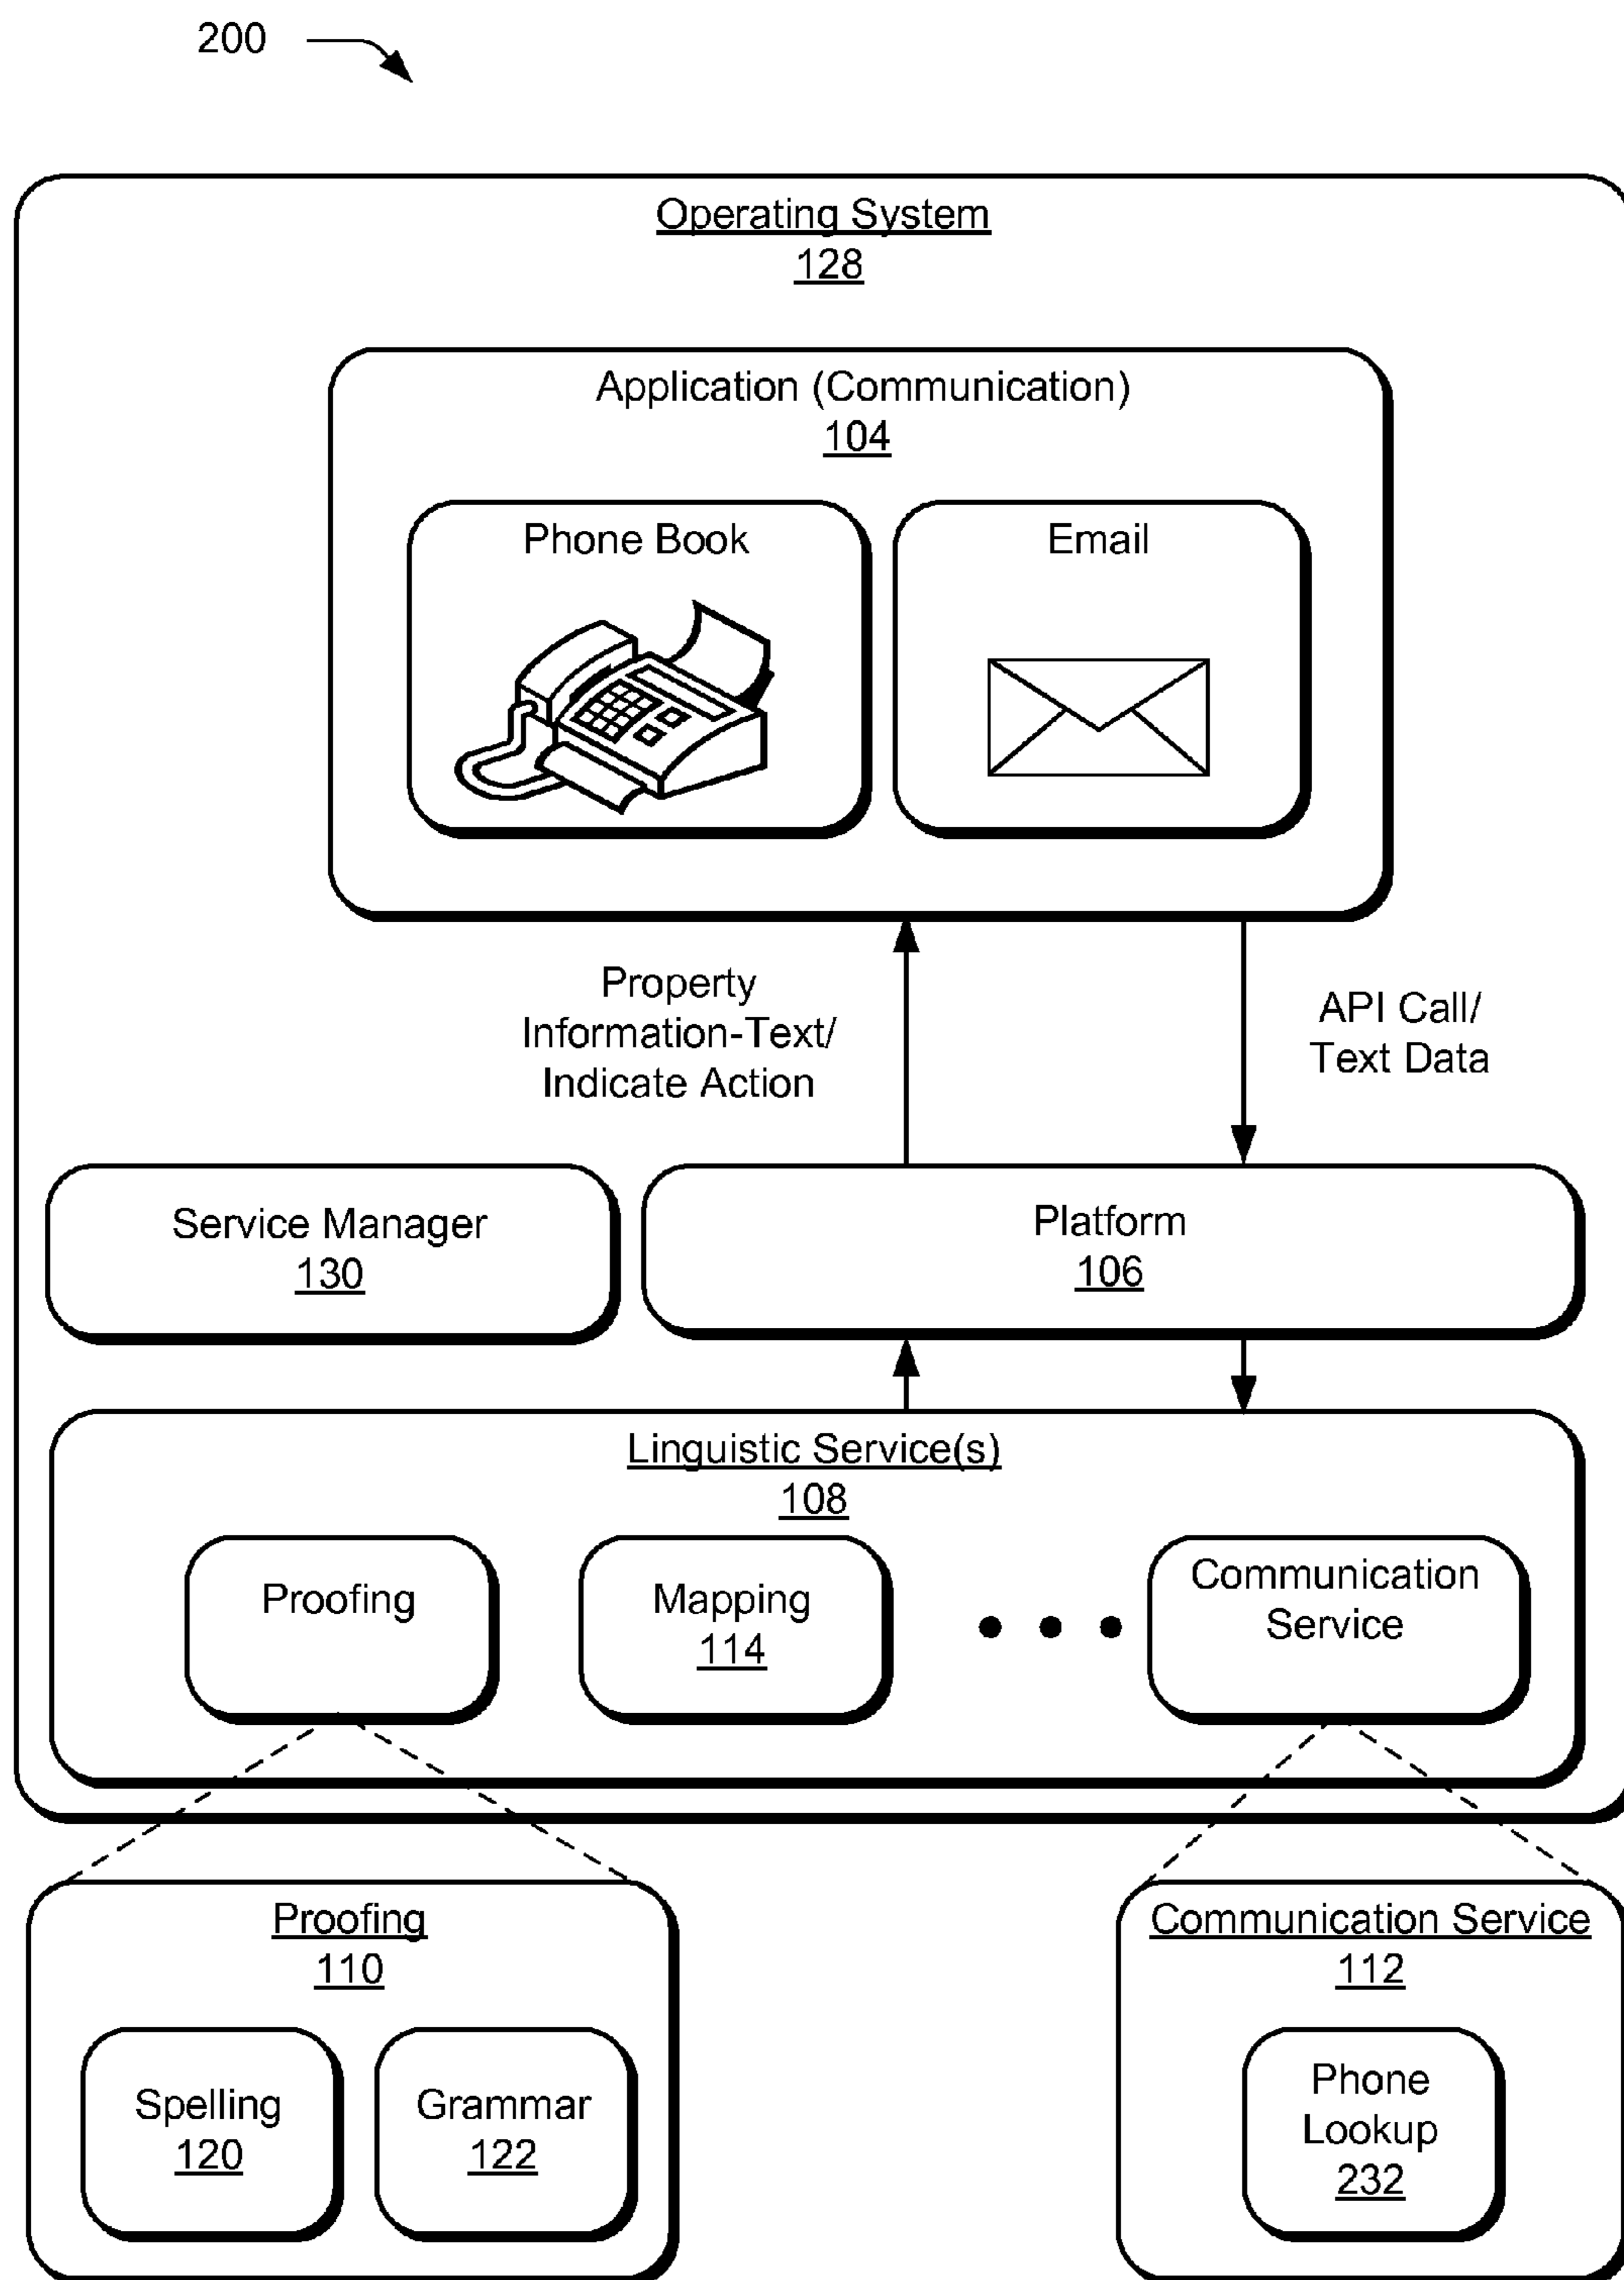 200
Operating System
128
Application (Communication)
104
Phone Book
Email
Property
Information-Text/
Indicate Action
API Call/
Text Data
Service Manager
130
Platform
106
Linguistic Service(s)
108
Proofing
Mapping
114
Communication
Service
Proofing
110
Spelling
120
Grammar
122
Communication Service
112
Phone
Lookup
232